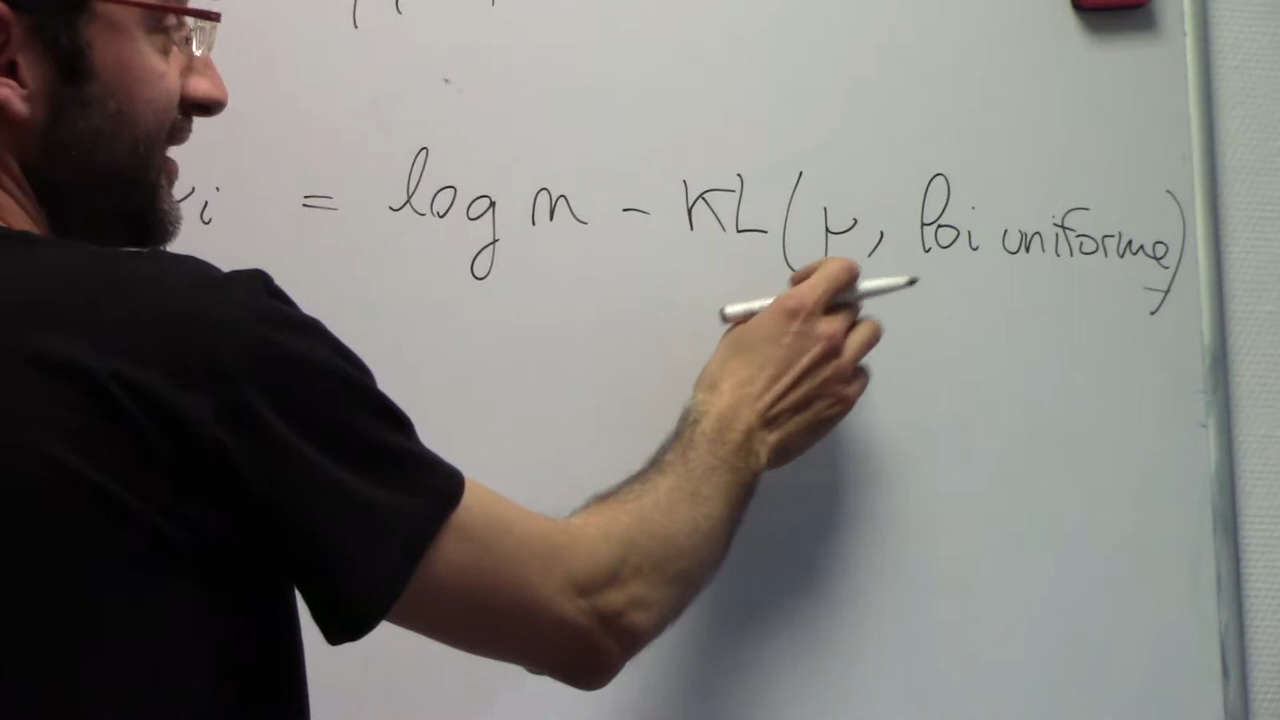 i = log n - KL(μ, loi uniforme)